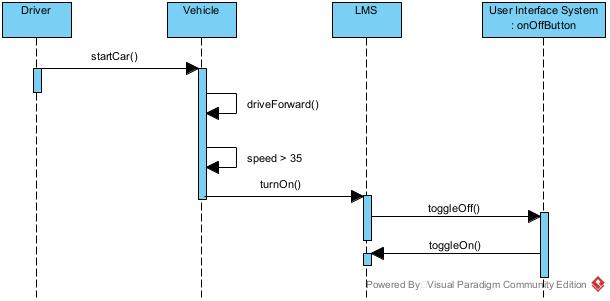 Driver
Vehicle
LMS
User Interface System
: onOffButton
startCar()
driveForward()
speed > 35
turnOn()
toggleOff()
toggleOn()
Powered By Visual Paradigm Community Edition